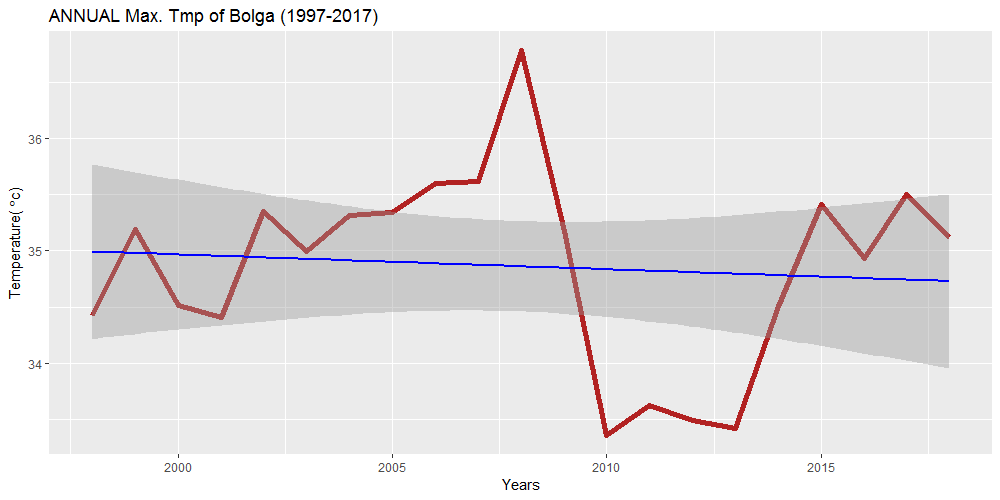 ANNUAL Max. Tmp of Bolga (1997-2017)
Temperature( °c)
36
35
34
2000 2005 2010 2015
Years